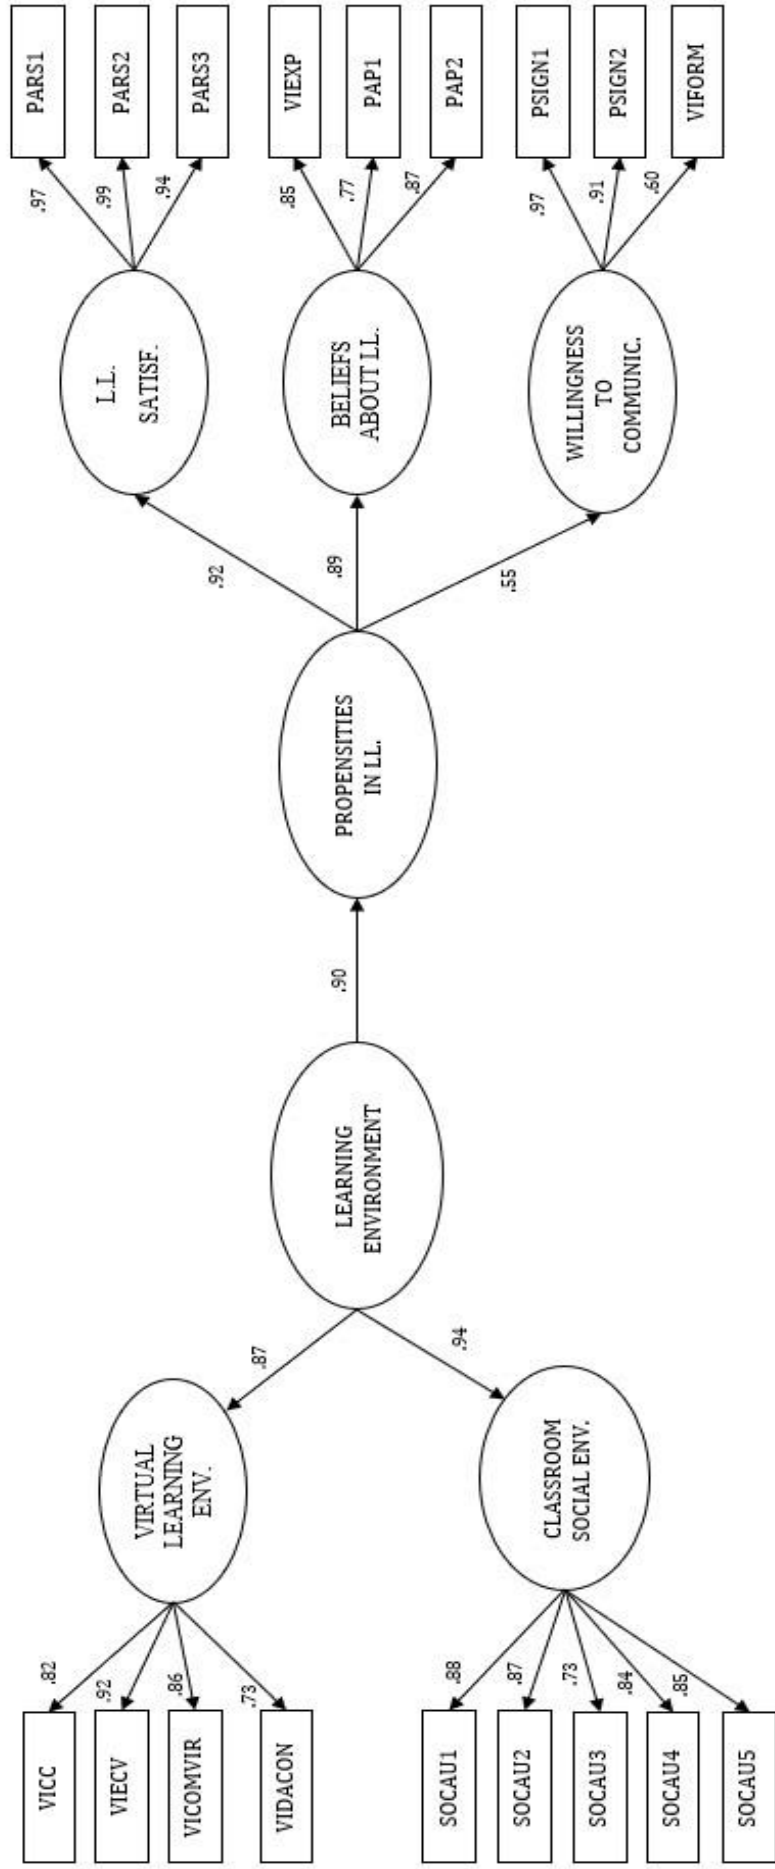 VICC
VIECV
VICOMVIR
VIDACON
.82
.92
.86
.73
VIRTUAL
LEARNING
ENV.
SOCAU1
SOCAU2
SOCAU3
SOCAU4
SOCAU5
.88
.87
.73
.84
.85
CLASSROOM
SOCIAL ENV.
.87
.94
LEARNING
ENVIRONMENT
.90
PROPENSITIES
IN LL.
.92
.89
.55
L.L.
SATISF.
.97
.99
.94
PARS1
PARS2
PARS3
BELIEFS
ABOUT LL.
.85
.77
.87
VIEXP
PAP1
PAP2
WILLINGNESS
TO
COMMUNIC.
.97
.91
.60
PSIGN1
PSIGN2
VIFORM